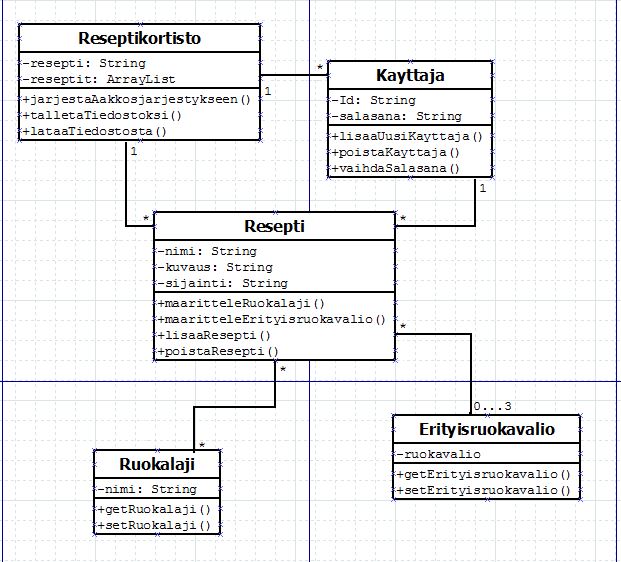 Reseptikortisto
-resepti: String
-reseptit: ArrayList
+jarjestaAakkosjarjestykseen()
+talletaTiedostoksi()
+lataaTiedostosta()
1
*
Kayttaja
-Id: String
-salasana: String
+lisaaUusiKayttaja()
+poistaKayttaja()
+vaihdaSalasana()
1
1
*
*
Resepti
-nimi: String
-kuvaus: String
-sijainti: String
+maaritteleRuokalaji()
+maaritteleErityisruokavalio()
+lisaaResepti()
+poistaResepti()
*
*
0...3
*
Ruokalaji
-nimi: String
+getRuokalaji()
+setRuokalaji()
Erityisruokavalio
-ruokavalio
+getErityisruokavalio()
+setErityisruokavalio()